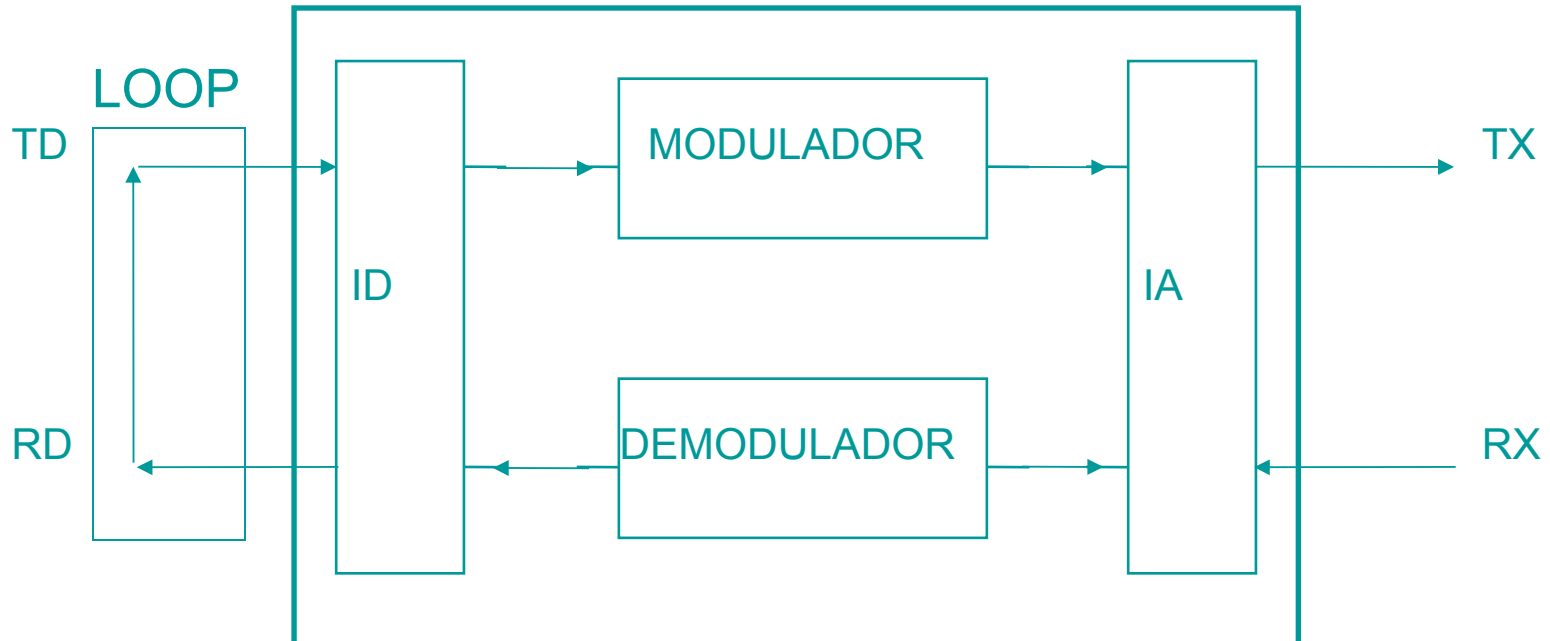 LOOP
TD
MODULADOR
TX
ID
IA
RD
DEMODULADOR
RX